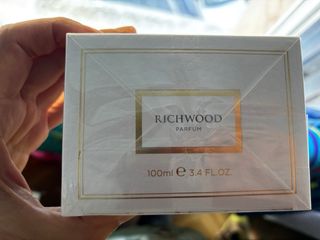 RICHWOOD
PARFUM
100ml ℮ 3.4 FL.OZ.